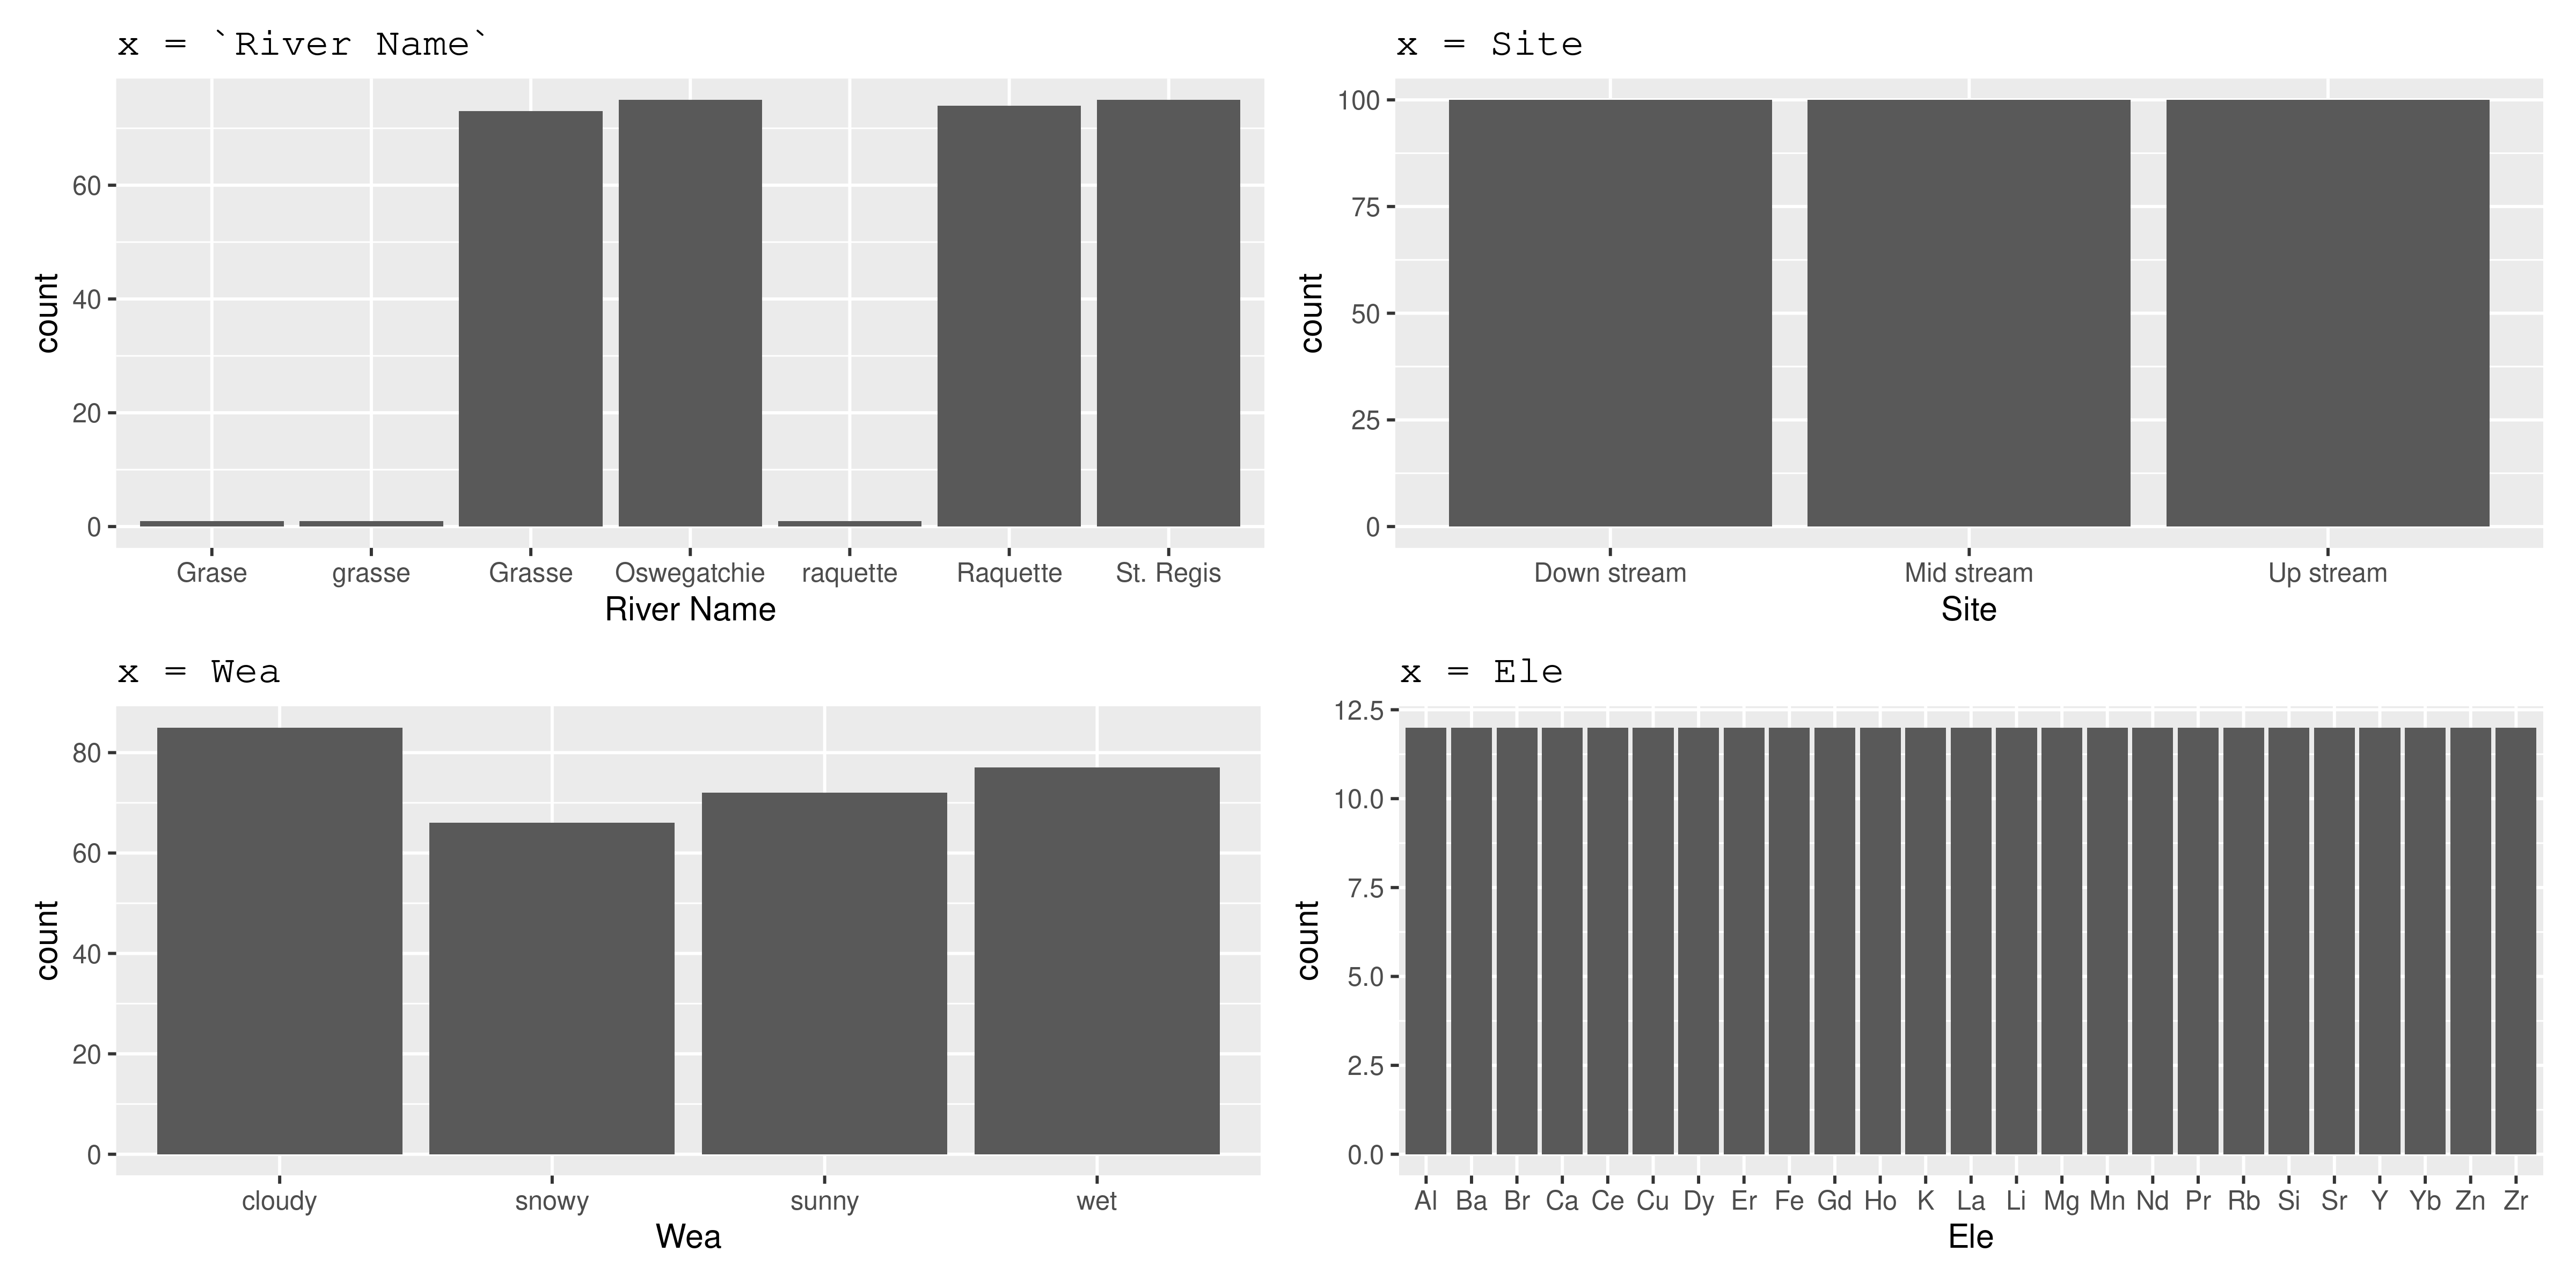 x = `River Name`
count
60
40
20
0
Grase grasse Grasse Oswegatchie raquette Raquette St. Regis
River Name
x = Site
count
100
75
50
25
0
Down stream Mid stream Up stream
Site
x = Wea
count
80
60
40
20
0
cloudy snowy sunny wet
Wea
x = Ele
count
12.5
10.0
7.5
5.0
2.5
0.0
Al Ba Br Ca Ce Cu Dy Er Fe Gd Ho K La Li Mg Mn Nd Pr Rb Si Sr Y Yb Zn Zr
Ele